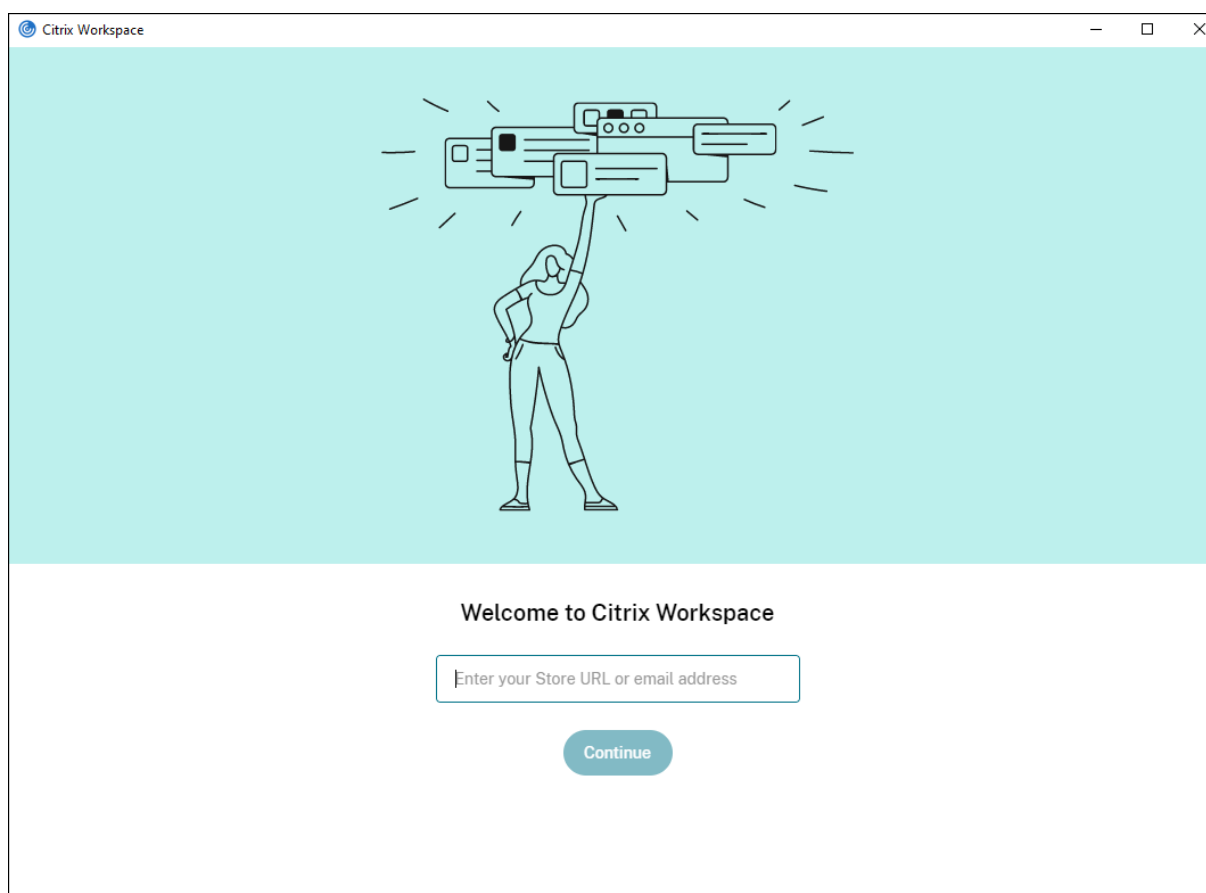 Citrix Workspace
Welcome to Citrix Workspace
Enter your Store URL or email address
Continue